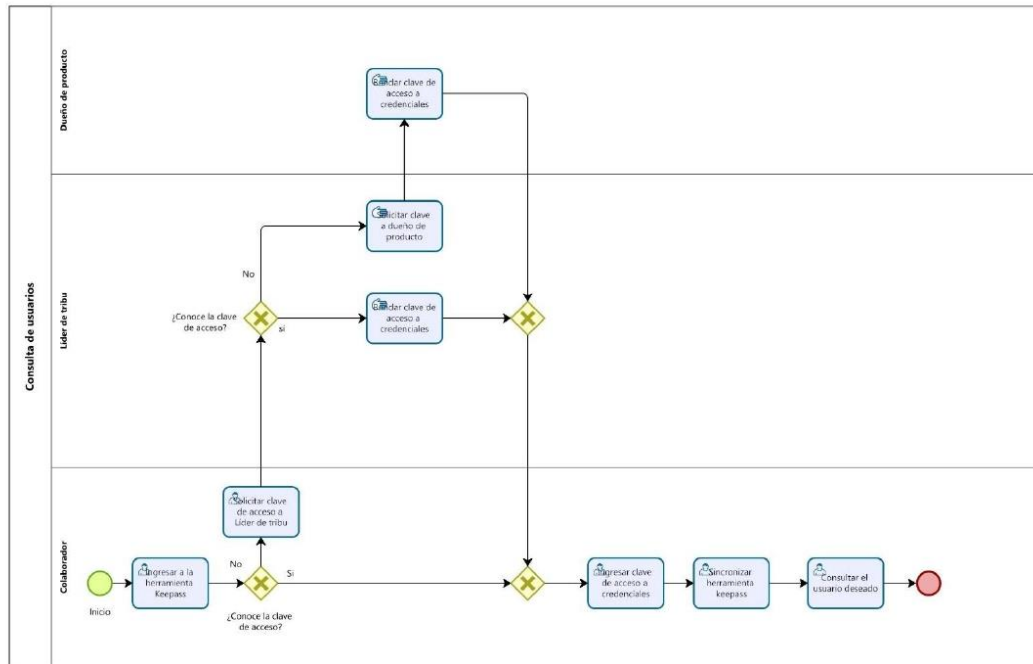 Consulta de usuarios
Dueño de producto
Brindar clave de
acceso a
credenciales
Líder de tribu
Solicitar clave
a dueño de
producto
No
¿Conoce la clave
de acceso?
si
Brindar clave de
acceso a
credenciales
Colaborador
Solicitar clave
de acceso a
Líder de tribu
No
Si
Inicio
Ingresar a la
herramienta
Keepass
¿Conoce la clave
de acceso?
Ingresar clave
de acceso a
credenciales
Sincronizar
herramienta
keepass
Consultar el
usuario deseado